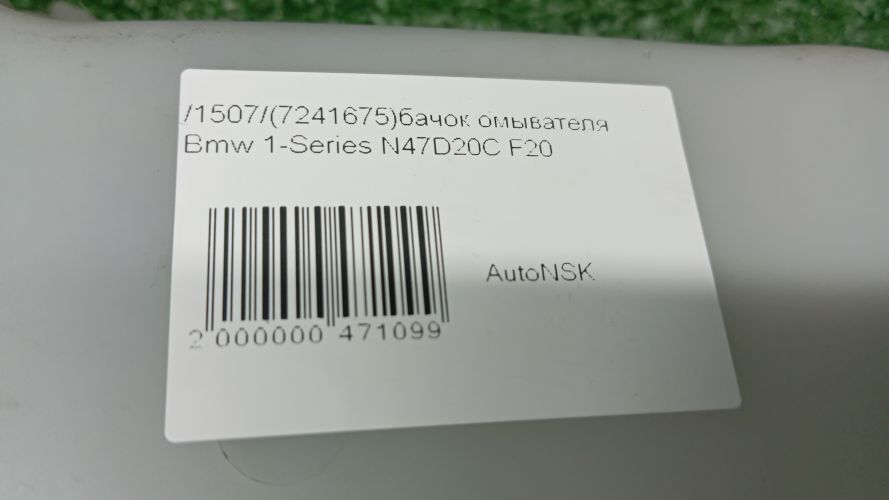 /1507/(7241675)бачок омывателя
Bmw 1-Series N47D20C F20
AutoNSK
2 000000 471099